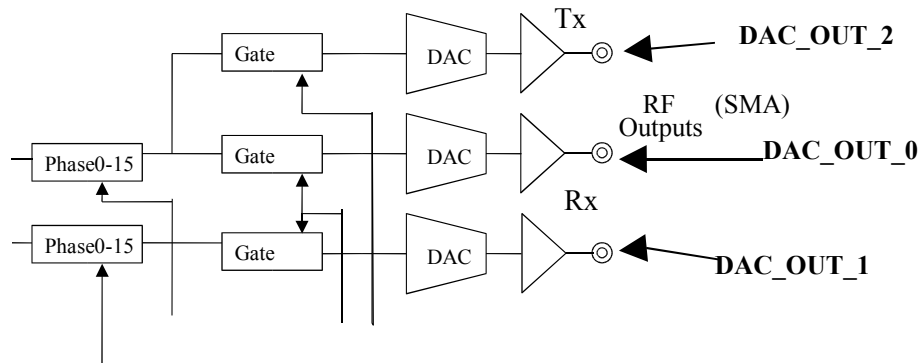 Tx
DAC_OUT_2
Gate
DAC
RF (SMA)
Outputs
DAC_OUT_0
Phase0-15
Gate
DAC
Rx
Phase0-15
Gate
DAC
DAC_OUT_1